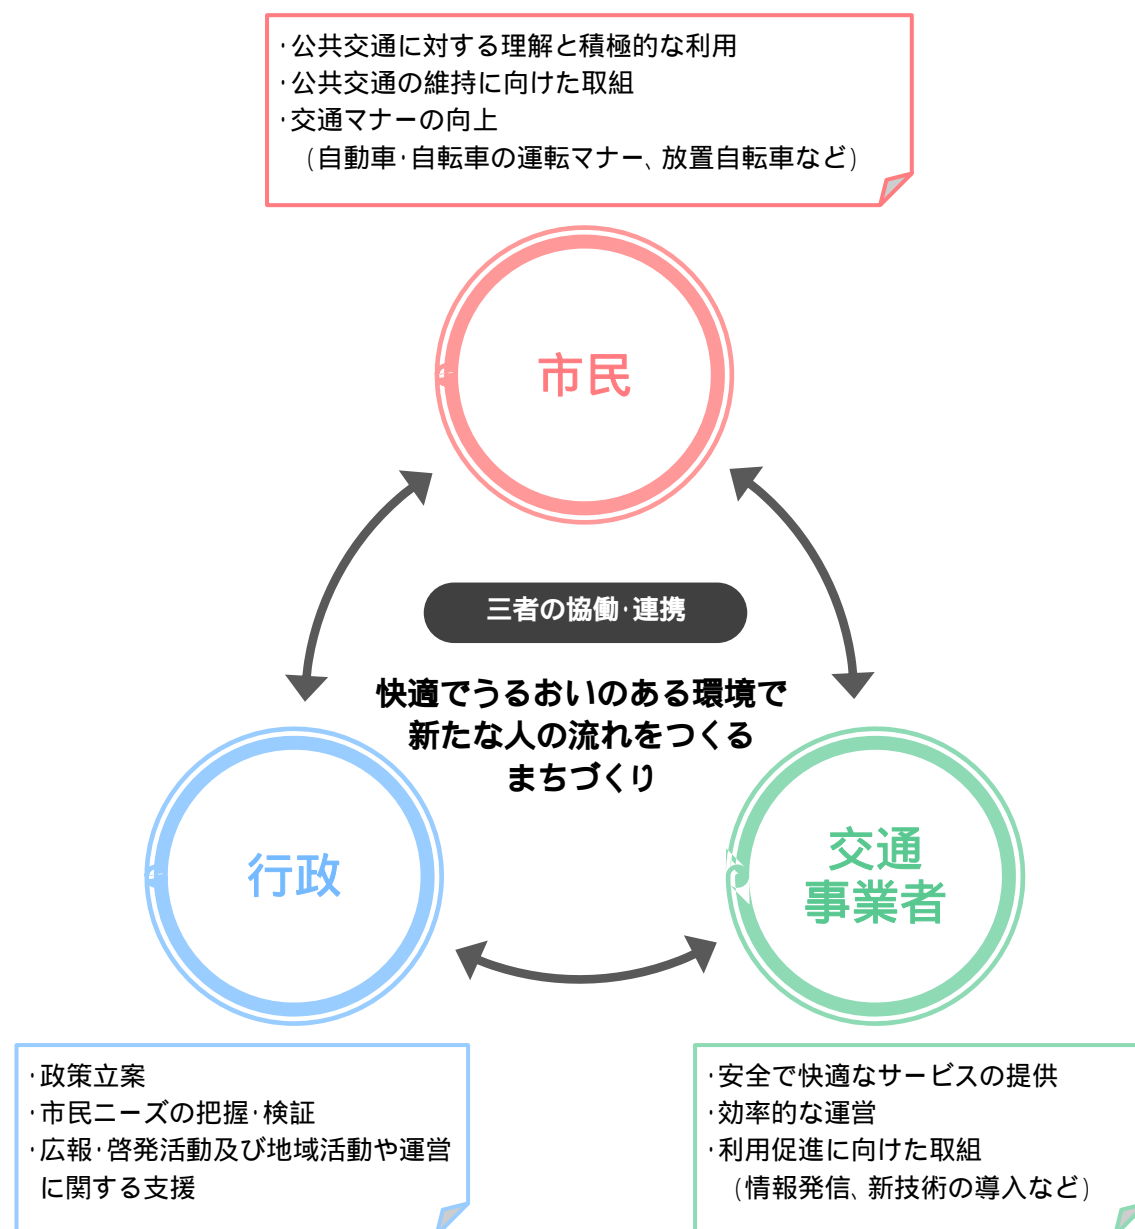 ・公共交通に対する理解と積極的な利用
・公共交通の維持に向けた取組
・交通マナーの向上
（自動車・自転車の運転マナー、放置自転車など）
市民
三者の協働・連携
快適でうるおいのある環境で
新たな人の流れをつくる
まちづくり
行政
交通
事業者
・政策立案
・市民ニーズの把握・検証
・広報・啓発活動及び地域活動や運営
に関する支援
・安全で快適なサービスの提供
・効率的な運営
・利用促進に向けた取組
（情報発信、新技術の導入など）